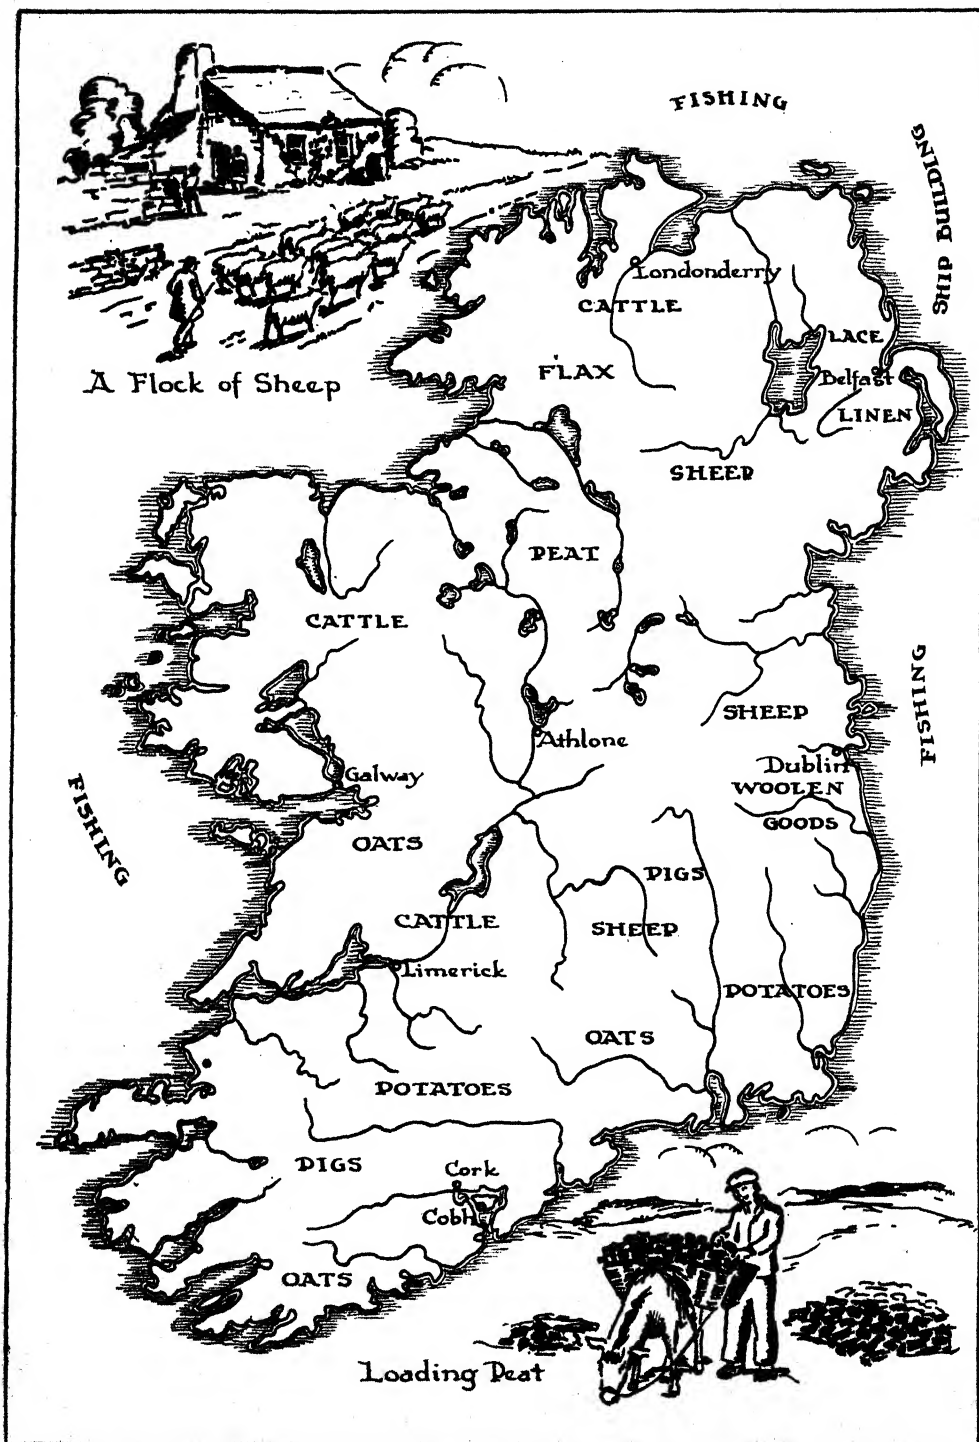 FISHING
SHIP BUILDING
Londonderry
CATTLE
LACE
FLAX
Belfast
A Flock of Sheep
LINEN
SHEEP
PEAT
CATTLE
FISHING
SHEEP
Athlone
Dublin
Galway
WOOLEN
FISHING
GOODS
OATS
PIGS
CATTLE
SHEEP
Limerick
POTATOES
OATS
POTATOES
PIGS
Cork
Cobh
OATS
Loading Peat